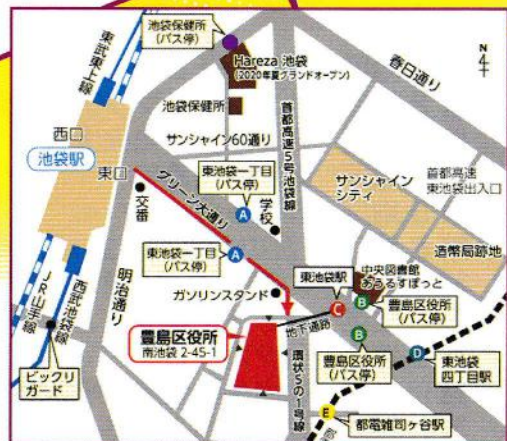 池袋保健所
(バス停)
Hareza 池袋
(2020年夏グランドオープン)
池袋保健所
サンシャイン60通り
春日通り
N
4
東武東上線
西口
池袋駅
東口
交番
明治通り
グリーン大通り
首都高速5号池袋線
東池袋一丁目
(バス停)
A
学校
サンシャイン
シティ
首都高速
東池袋出入口
造幣局跡地
東池袋一丁目
(バス停)
A
ガソリンスタンド
東池袋駅
C
中央図書館
あうるすぽっと
B
豊島区役所
(バス停)
地下通路
豊島区役所
南池袋 2-45-1
環状5の1号線
B
豊島区役所
(バス停)
D
東池袋
四丁目駅
E
都電雑司ヶ谷駅
都
西武池袋線
JR山手線
ビックリ
ガード